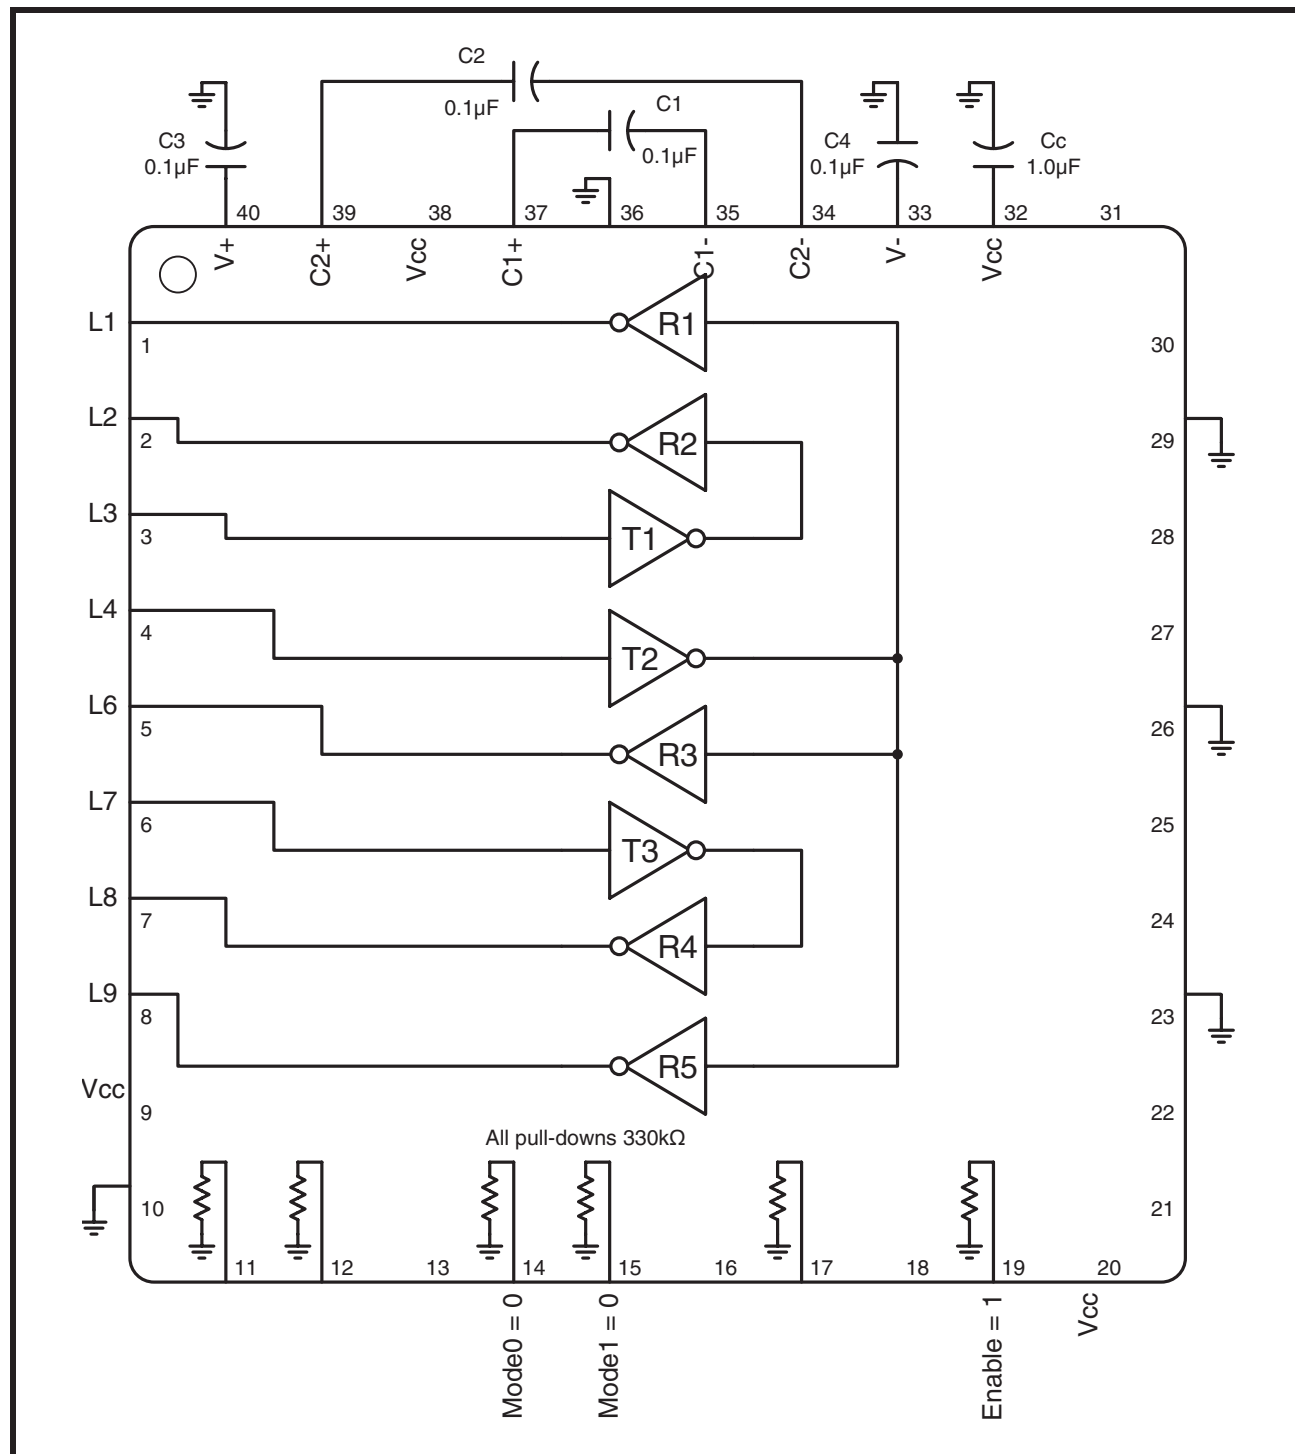 C2
0.1µF
C1
0.1µF
C3
0.1µF
C4
0.1µF
Cc
1.0µF
40 39 38 37 36 35 34 33 32 31
V+ C2+ Vcc C1+ C1- C2- V- Vcc
L1
1
R1
30
L2
2
R2
29
L3
3
T1
28
L4
4
T2
27
L6
5
R3
26
L7
6
T3
25
L8
7
R4
24
L9
8
R5
23
Vcc
9
22
All pull-downs 330kΩ
10
21
11 12 13 14 15 16 17 18 19 20
Mode0 = 0
Mode1 = 0
Enable = 1
Vcc